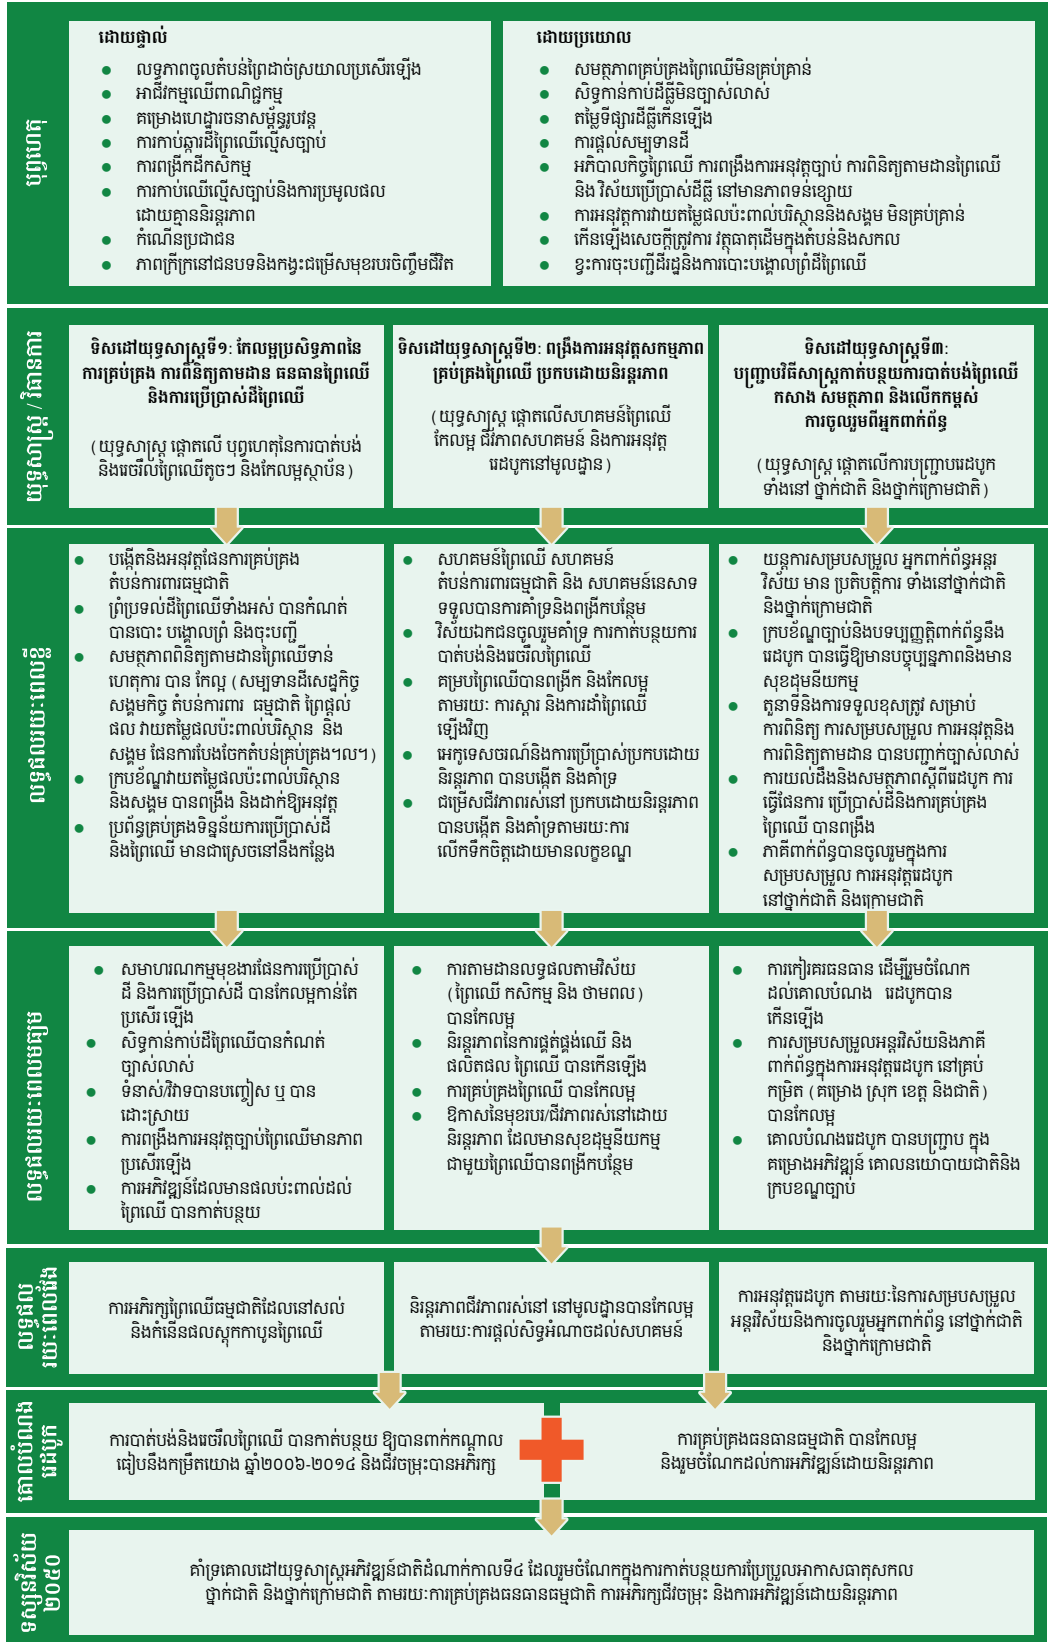 បុព្វហេតុ
ដោយផ្ទាល់
● លទ្ធភាពចូលតំបន់ព្រៃដាច់ស្រយាលប្រសើរឡើង
● អាជីវកម្មឈើពាណិជ្ជកម្ម
● គម្រោងហេដ្ឋារចនាសម្ព័ន្ធរូបវន្ត
● ការកាប់ឆ្ការដីព្រៃឈើល្មើសច្បាប់
● ការពង្រីកដីកសិកម្ម
● ការកាប់ឈើល្មើសច្បាប់និងការប្រមូលផល
ដោយគ្មាននិរន្តរភាព
● កំណើនប្រជាជន
● ភាពក្រីក្រនៅជនបទនិងកង្វះជម្រើសមុខរបរចិញ្ចឹមជីវិត
ដោយប្រយោល
● សមត្ថភាពគ្រប់គ្រងព្រៃឈើមិនគ្រប់គ្រាន់
● សិទ្ធកាន់កាប់ដីធ្លីមិនច្បាស់លាស់
● តម្លៃទីផ្សារដីធ្លីកើនឡើង
● ការផ្តល់សម្បទានដី
● អភិបាលកិច្ចព្រៃឈើ ការពង្រឹងការអនុវត្តច្បាប់ ការពិនិត្យតាមដានព្រៃឈើ
និង វិស័យប្រើប្រាស់ដីធ្លី នៅមានភាពទន់ខ្សោយ
● ការអនុវត្តការវាយតម្លៃផលប៉ះពាល់បរិស្ថាននិងសង្គម មិនគ្រប់គ្រាន់
● កើនឡើងសេចក្តីត្រូវការ វត្ថុធាតុដើមក្នុងតំបន់និងសកល
● ខ្វះការចុះបញ្ជីដីរដ្ឋនិងការបោះបង្គោលព្រំដីព្រៃឈើ
យុទ្ធសាស្ត្រ / វិធានការ
ទិសដៅយុទ្ធសាស្ត្រទី១: កែលម្អប្រសិទ្ធភាពនៃ
ការគ្រប់គ្រង ការពិនិត្យតាមដាន ធនធានព្រៃឈើ
និងការប្រើប្រាស់ដីព្រៃឈើ
(យុទ្ធសាស្ត្រ ផ្តោតលើ បុព្វហេតុនៃការបាត់បង់
និងរេចរឹលព្រៃឈើតូចៗ និងកែលម្អស្ថាប័ន)
ទិសដៅយុទ្ធសាស្ត្រទី២: ពង្រឹងការអនុវត្តសកម្មភាព
គ្រប់គ្រងព្រៃឈើ ប្រកបដោយនិរន្តរភាព
(យុទ្ធសាស្ត្រ ផ្តោតលើសហគមន៍ព្រៃឈើ
កែលម្អ ជីវភាពសហគមន៍ និងការអនុវត្ត
រេដបូកនៅមូលដ្ឋាន)
ទិសដៅយុទ្ធសាស្ត្រទី៣:
បញ្ជ្រាបវិធីសាស្ត្រកាត់បន្ថយការបាត់បង់ព្រៃឈើ
កសាង សមត្ថភាព និងលើកកម្ពស់
ការចូលរួមពីអ្នកពាក់ព័ន្ធ
(យុទ្ធសាស្ត្រ ផ្តោតលើការបញ្ជ្រាបរេដបូក
ទាំងនៅ ថ្នាក់ជាតិ និងថ្នាក់ក្រោមជាតិ)
លទ្ធផលរយៈពេលខ្លី
● បង្កើតនិងអនុវត្តផែនការគ្រប់គ្រង
តំបន់ការពារធម្មជាតិ
● ព្រំប្រទល់ដីព្រៃឈើទាំងអស់ បានកំណត់
បានបោះ បង្គោលព្រំ និងចុះបញ្ជី
● សមត្ថភាពពិនិត្យតាមដានព្រៃឈើទាន់
ហេតុការ បាន កែលម្អ (សម្បទានដីសេដ្ឋកិច្ច
សង្គមកិច្ច តំបន់ការពារ ធម្មជាតិ ព្រៃផ្តល់
ផល វាយតម្លៃផលប៉ះពាល់បរិស្ថាន និង
សង្គម ផែនការបែងចែកតំបន់គ្រប់គ្រង។ល។)
● ក្របខ័ណ្ឌវាយតម្លៃផលប៉ះពាល់បរិស្ថាន
និងសង្គម បានពង្រឹង និងដាក់ឱ្យអនុវត្ត
● ប្រព័ន្ធគ្រប់គ្រងទិន្នន័យការប្រើប្រាស់ដី
និងព្រៃឈើ មានជាស្រេចនៅនឹងកន្លែង
● សហគមន៍ព្រៃឈើ សហគមន៍
តំបន់ការពារធម្មជាតិ និង សហគមន៍នេសាទ
ទទួលបានការគាំទ្រនិងពង្រីកបន្ថែម
● វិស័យឯកជនចូលរួមគាំទ្រ ការកាត់បន្ថយការ
បាត់បង់និងរេចរឹលព្រៃឈើ
● គម្របព្រៃឈើបានពង្រីក និងកែលម្អ
តាមរយៈ ការស្តារ និងការដាំព្រៃឈើ
ឡើងវិញ
● អេកូទេសចរណ៍និងការប្រើប្រាស់ប្រកបដោយ
និរន្តរភាព បានបង្កើត និងគាំទ្រ
● ជម្រើសជីវភាពរស់នៅ ប្រកបដោយនិរន្តរភាព
បានបង្កើត និងគាំទ្រតាមរយៈការ
លើកទឹកចិត្តដោយមានលក្ខខណ្ឌ
● យន្តការសម្របសម្រួល អ្នកពាក់ព័ន្ធអន្តរ
វិស័យ មាន ប្រតិបត្តិការ ទាំងនៅថ្នាក់ជាតិ
និងថ្នាក់ក្រោមជាតិ
● ក្របខ័ណ្ឌច្បាប់និងបទប្បញ្ញត្តិពាក់ព័ន្ធនឹង
រេដបូក បានធ្វើឱ្យមានបច្ចុប្បន្នភាពនិងមាន
សុខដុមនីយកម្ម
● តួនាទីនិងការទទួលខុសត្រូវ សម្រាប់
ការពិនិត្យ ការសម្របសម្រួល ការអនុវត្តនិង
ការពិនិត្យតាមដាន បានបញ្ជាក់ច្បាស់លាស់
● ការយល់ដឹងនិងសមត្ថភាពស្តីពីរេដបូក ការ
ធ្វើផែនការ ប្រើប្រាស់ដីនិងការគ្រប់គ្រង
ព្រៃឈើ បានពង្រឹង
● ភាគីពាក់ព័ន្ធបានចូលរួមក្នុងការ
សម្របសម្រួល ការអនុវត្តរេដបូក
នៅថ្នាក់ជាតិ និងក្រោមជាតិ
លទ្ធផលរយៈពេលមធ្យម
● សមាហរណកម្មមុខងារផែនការប្រើប្រាស់
ដី និងការប្រើប្រាស់ដី បានកែលម្អកាន់តែ
ប្រសើរ ឡើង
● សិទ្ធកាន់កាប់ដីព្រៃឈើបានកំណត់
ច្បាស់លាស់
● ទំនាស់/វិវាទបានបញ្ចៀស ឬ បាន
ដោះស្រាយ
● ការពង្រឹងការអនុវត្តច្បាប់ព្រៃឈើមានភាព
ប្រសើរឡើង
● ការអភិវឌ្ឍន៍ដែលមានផលប៉ះពាល់ដល់
ព្រៃឈើ បានកាត់បន្ថយ
● ការតាមដានលទ្ធផលតាមវិស័យ
(ព្រៃឈើ កសិកម្ម និង ថាមពល)
បានកែលម្អ
● និរន្តរភាពនៃការផ្គត់ផ្គង់ឈើ និង
ផលិតផល ព្រៃឈើ បានកើនឡើង
● ការគ្រប់គ្រងព្រៃឈើ បានកែលម្អ
● ឱកាសនៃមុខរបរ/ជីវភាពរស់នៅដោយ
និរន្តរភាព ដែលមានសុខដុម្មនីយកម្ម
ជាមួយព្រៃឈើបានពង្រីកបន្ថែម
● ការកៀរគរធនធាន ដើម្បីរួមចំណែក
ដល់គោលបំណង រេដបូកបាន
កើនឡើង
● ការសម្របសម្រួលអន្តរវិស័យនិងភាគី
ពាក់ព័ន្ធក្នុងការអនុវត្តរេដបូក នៅគ្រប់
កម្រិត (គម្រោង ស្រុក ខេត្ត និងជាតិ)
បានកែលម្អ
● គោលបំណងរេដបូក បានបញ្ជ្រាប ក្នុង
គម្រោងអភិវឌ្ឍន៍ គោលនយោបាយជាតិនិង
ក្របខណ្ឌច្បាប់
លទ្ធផល
រយៈពេលវែង
ការអភិរក្សព្រៃឈើធម្មជាតិដែលនៅសល់
និងកំនើនផលស្តុកកាបូនព្រៃឈើ
និរន្តរភាពជីវភាពរស់នៅ នៅមូលដ្ឋានបានកែលម្អ
តាមរយៈការផ្តល់សិទ្ធអំណាចដល់សហគមន៍
ការអនុវត្តរេដបូក តាមរយៈនៃការសម្របសម្រួល
អន្តរវិស័យនិងការចូលរួមអ្នកពាក់ព័ន្ធ នៅថ្នាក់ជាតិ
និងថ្នាក់ក្រោមជាតិ
គោលបំណង
រេដបូក
ការបាត់បង់និងរេចរឹលព្រៃឈើ បានកាត់បន្ថយ ឱ្យបានពាក់កណ្តាល
ធៀបនឹងកម្រឹតយោង ឆ្នាំ២០០៦-២០១៤ និងជីវចម្រុះបានអភិរក្ស
ការគ្រប់គ្រងធនធានធម្មជាតិ បានកែលម្អ
និងរួមចំណែកដល់ការអភិវឌ្ឍន៍ដោយនិរន្តរភាព
ទស្សនវិស័យ
២០៥០
គាំទ្រគោលដៅយុទ្ធសាស្ត្រអភិវឌ្ឍន៍ជាតិដំណាក់កាលទី៤ ដែលរួមចំណែកក្នុងការកាត់បន្ថយការប្រែប្រួលអាកាសធាតុសកល
ថ្នាក់ជាតិ និងថ្នាក់ក្រោមជាតិ តាមរយៈការគ្រប់គ្រងធនធានធម្មជាតិ ការអភិរក្សជីវចម្រុះ និងការអភិវឌ្ឍន៍ដោយនិរន្តរភាព